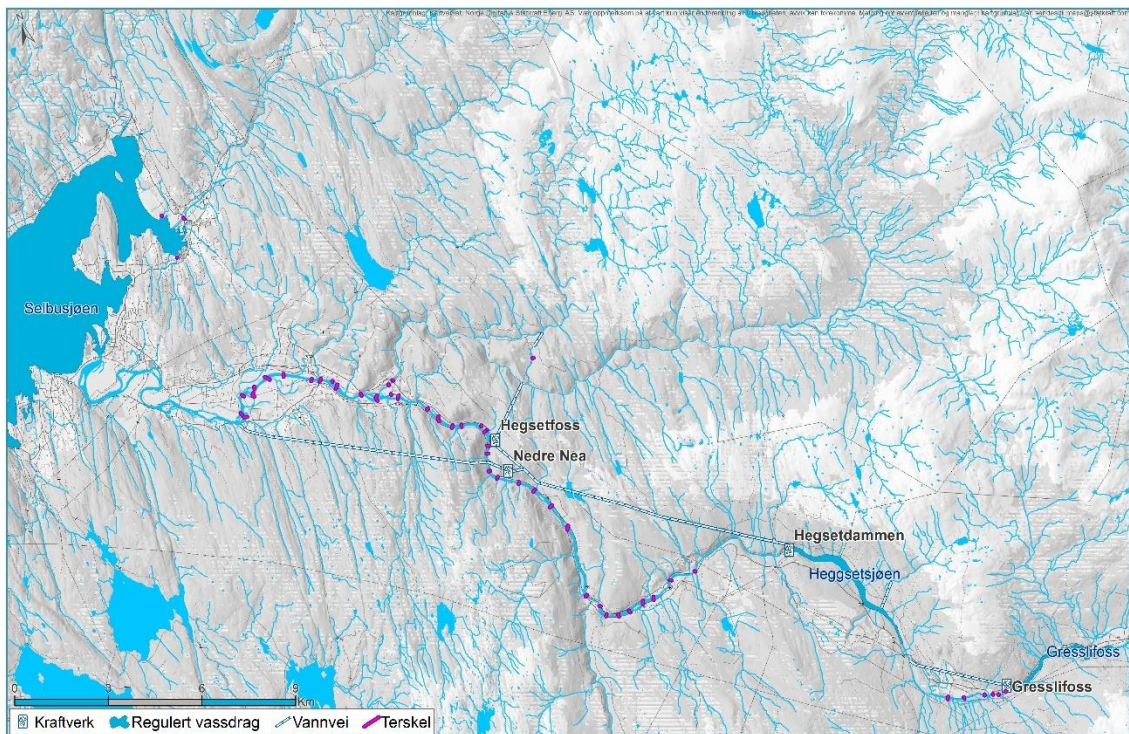 Selbusjøen
Hegsetfoss
Nedre Nea
Hegsetdammen
Heggsetsjøen
Gresslifoss
Gresslifoss
0 3 6 9
Km
Kraftverk Regulert vassdrag Vannvei Terskel